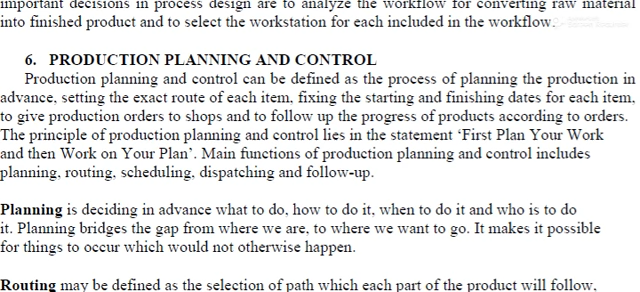 important decisions in process design are to analyze the workflow for converting raw material
into finished product and to select the workstation for each included in the workflow.
6. PRODUCTION PLANNING AND CONTROL
Production planning and control can be defined as the process of planning the production in
advance, setting the exact route of each item, fixing the starting and finishing dates for each item,
to give production orders to shops and to follow up the progress of products according to orders.
The principle of production planning and control lies in the statement ‘First Plan Your Work
and then Work on Your Plan’. Main functions of production planning and control includes
planning, routing, scheduling, dispatching and follow-up.
Planning is deciding in advance what to do, how to do it, when to do it and who is to do
it. Planning bridges the gap from where we are, to where we want to go. It makes it possible
for things to occur which would not otherwise happen.
Routing may be defined as the selection of path which each part of the product will follow,